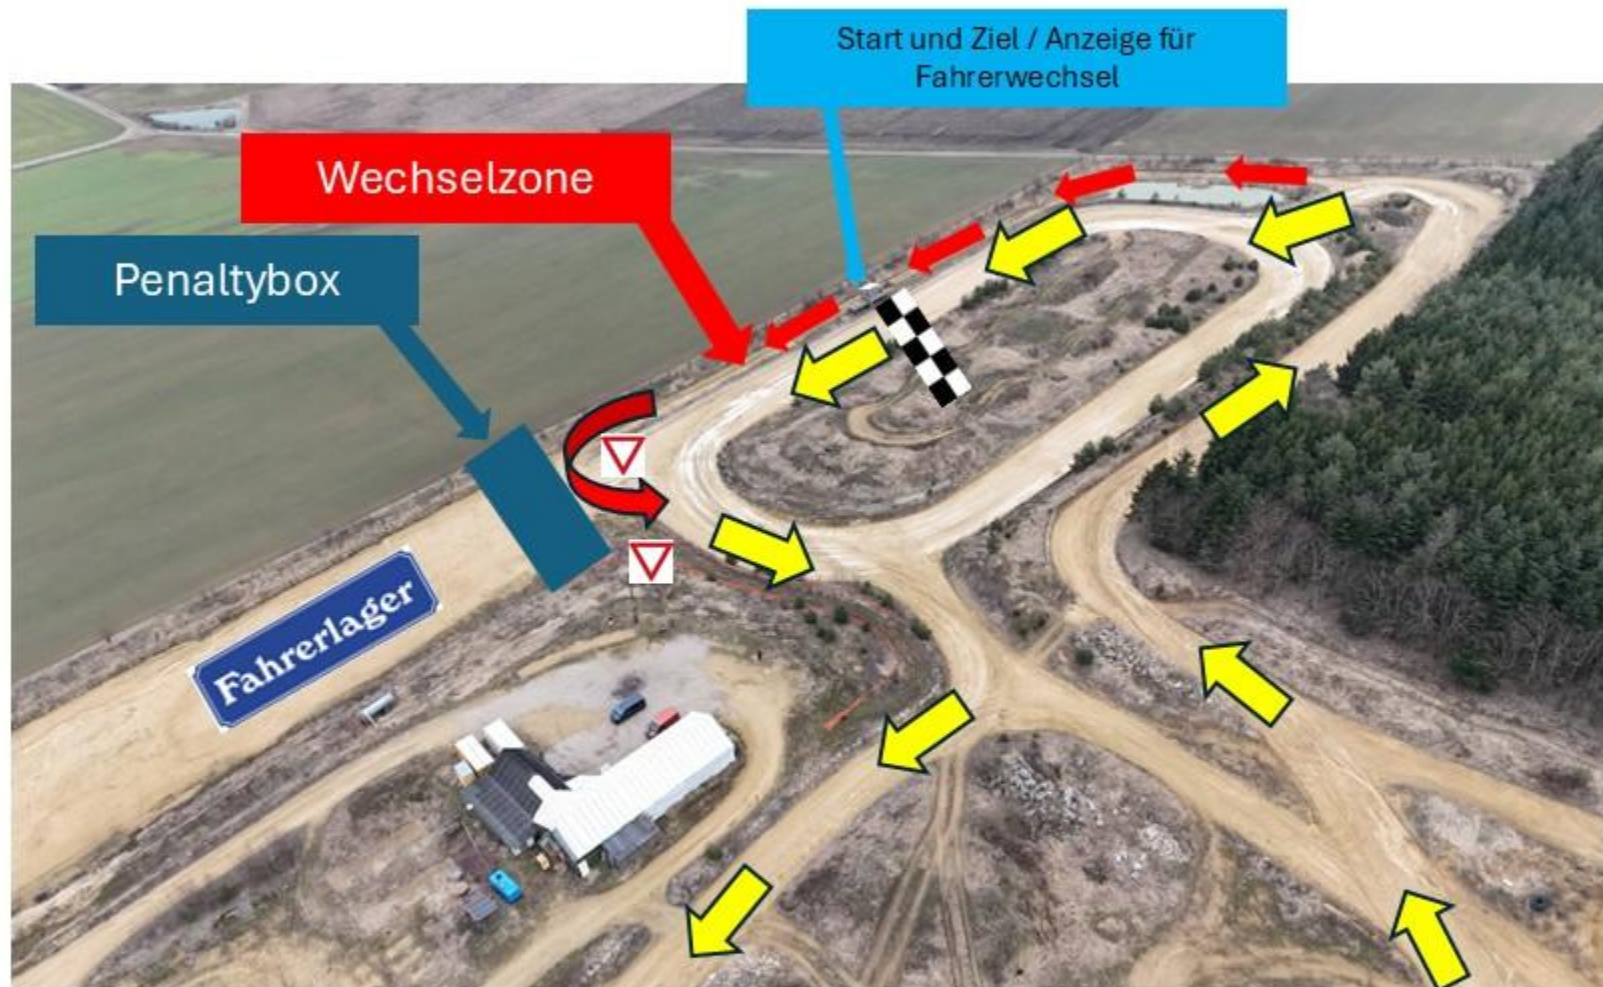 Start und Ziel / Anzeige für
Fahrerwechsel
Wechselzone
Penaltybox
Fahrerlager